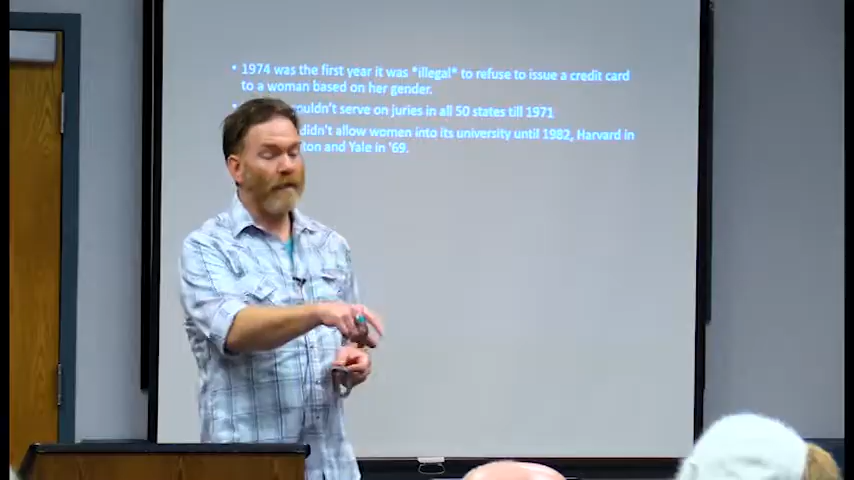 • 1974 was the first year it was *illegal* to refuse to issue a credit card
to a woman based on her gender.
• ouldn't serve on juries in all 50 states till 1971
didn't allow women into its university until 1982, Harvard in
ton and Yale in '69.